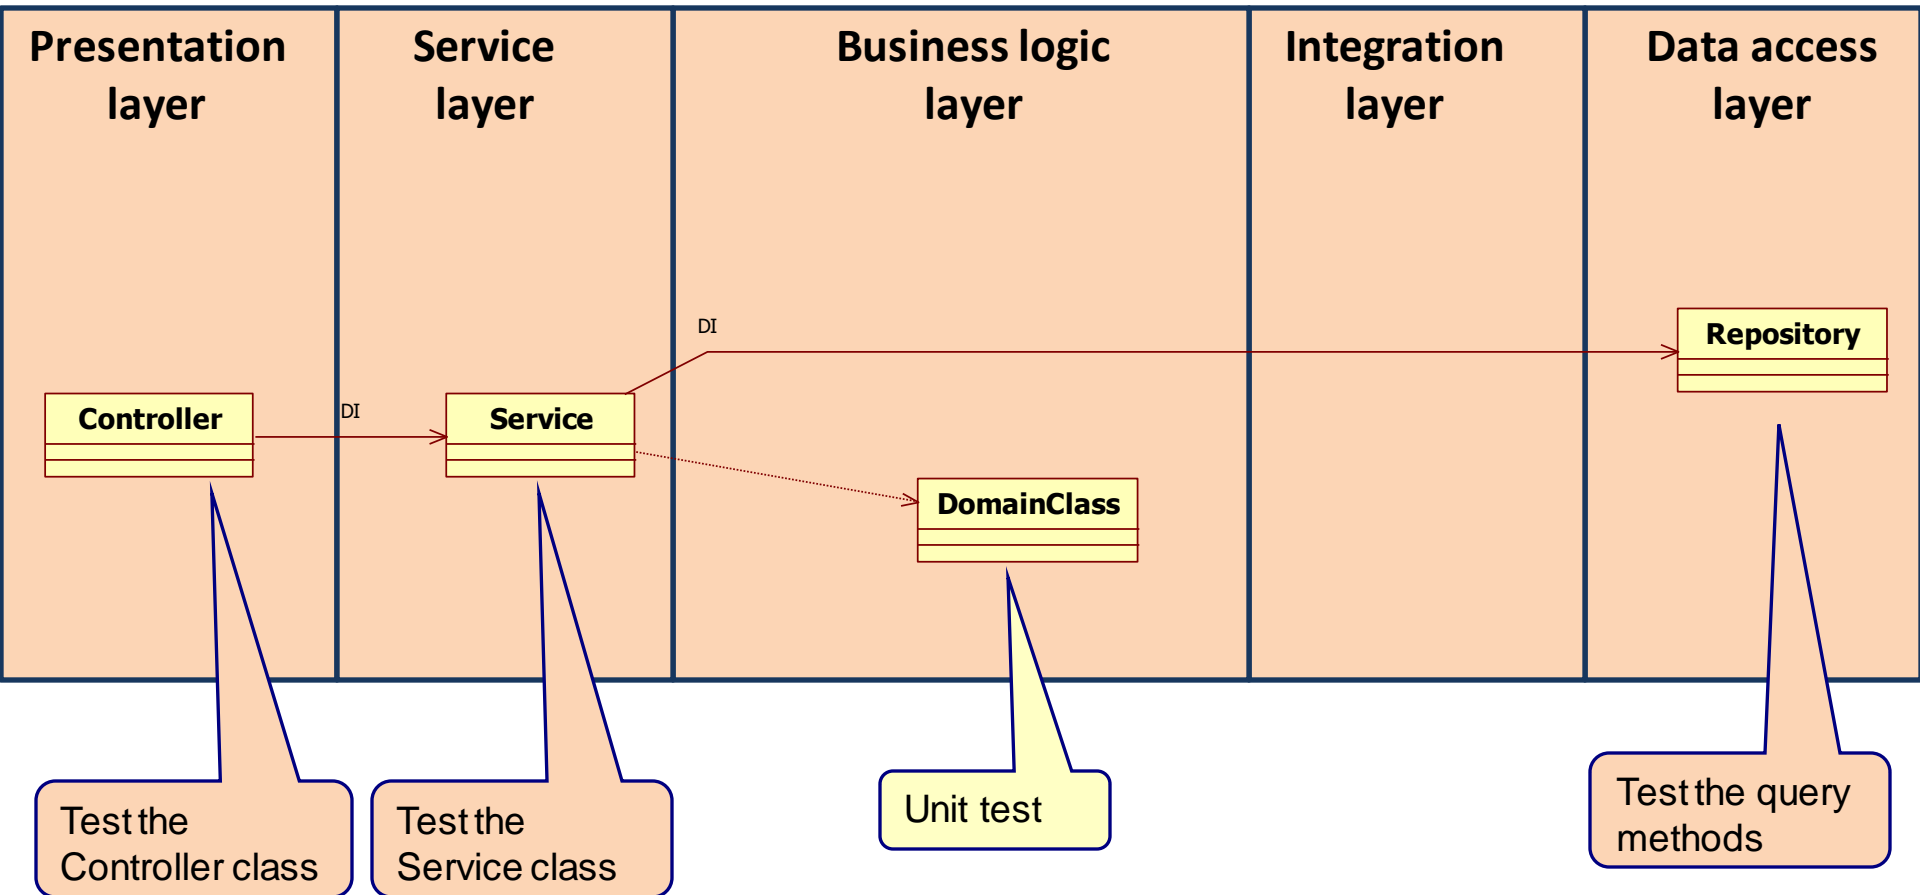 Presentation
layer
Service
layer
Business logic
layer
Integration
layer
Data access
layer
DI
Repository
Controller
DI
Service
DomainClass
Test the
Controller class
Test the
Service class
Unit test
Test the query
methods